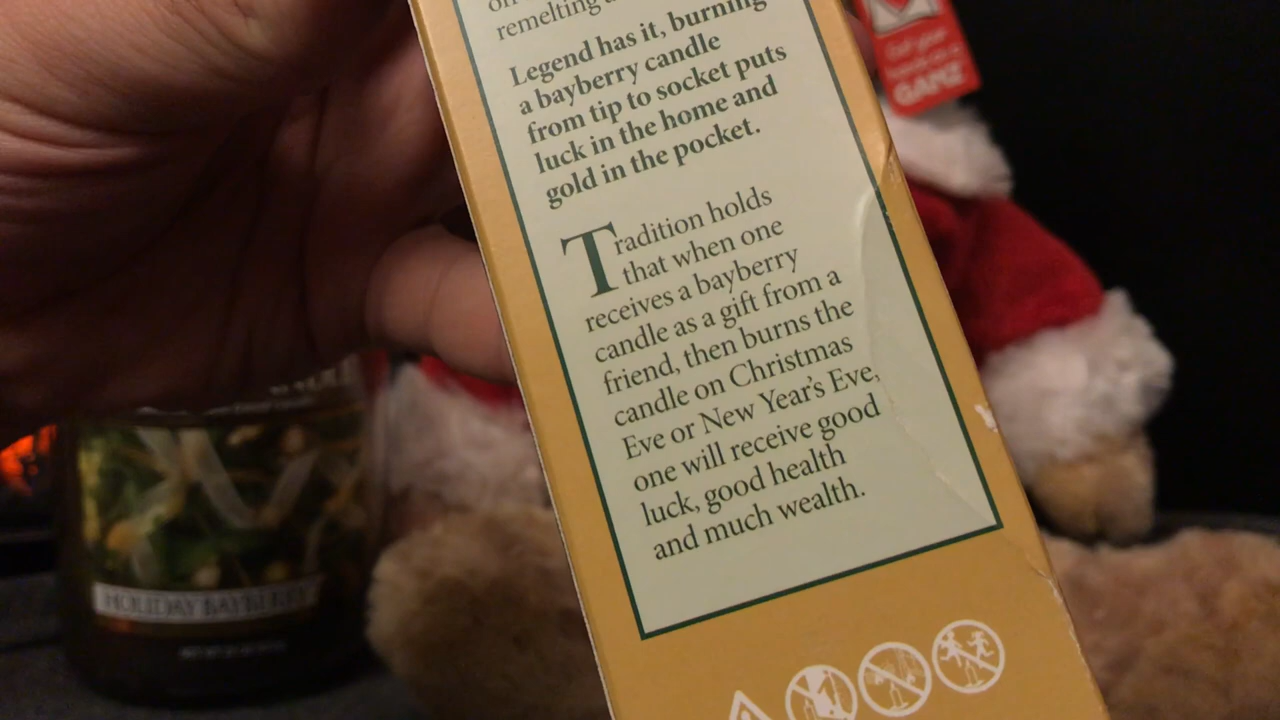 remelting
Legend has it, burning
a bayberry candle
from tip to socket puts
luck in the home and
gold in the pocket.
Tradition holds
that when one
receives a bayberry
candle as a gift from a
friend, then burns the
candle on Christmas
Eve or New Year's Eve,
one will receive good
luck, good health
and much wealth.
GANZ
HOLIDAY BAYBERRY